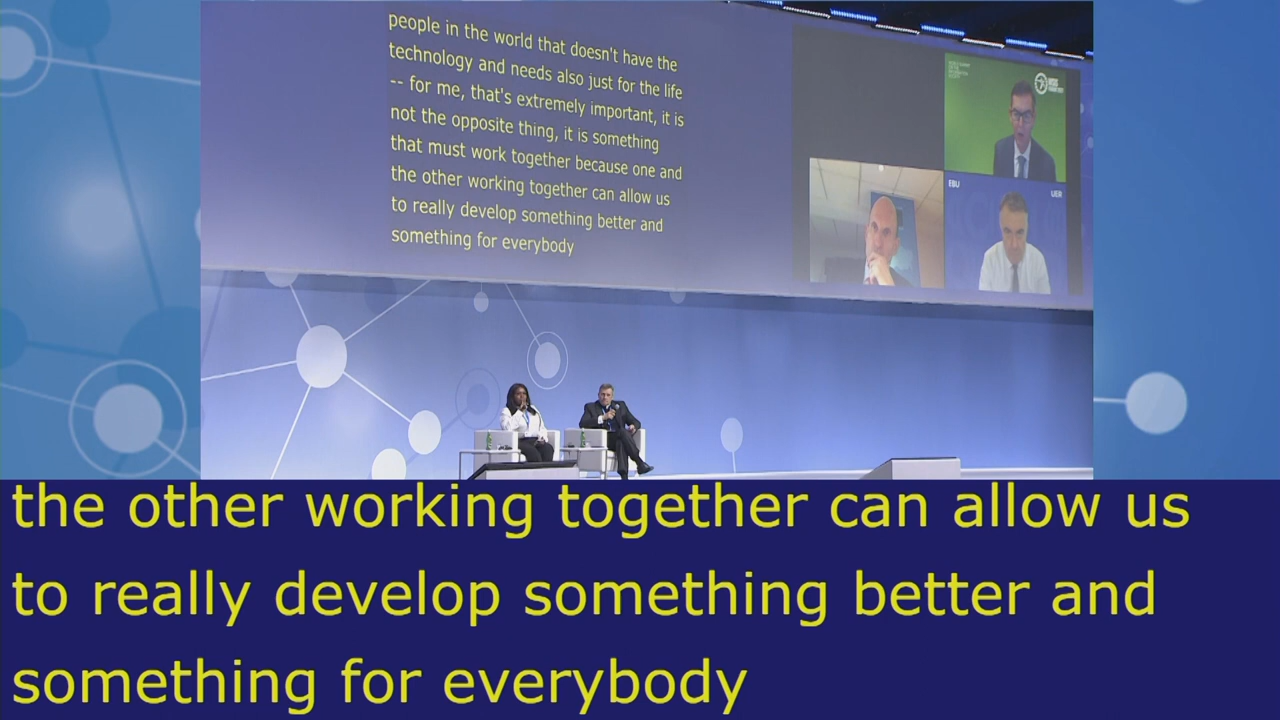 people in the world that doesn't have the
technology and needs also just for the life
-- for me, that's extremely important, it is
not the opposite thing, it is something
that must work together because one and
the other working together can allow us
to really develop something better and
something for everybody
EBU
UER
the other working together can allow us
to really develop something better and
something for everybody